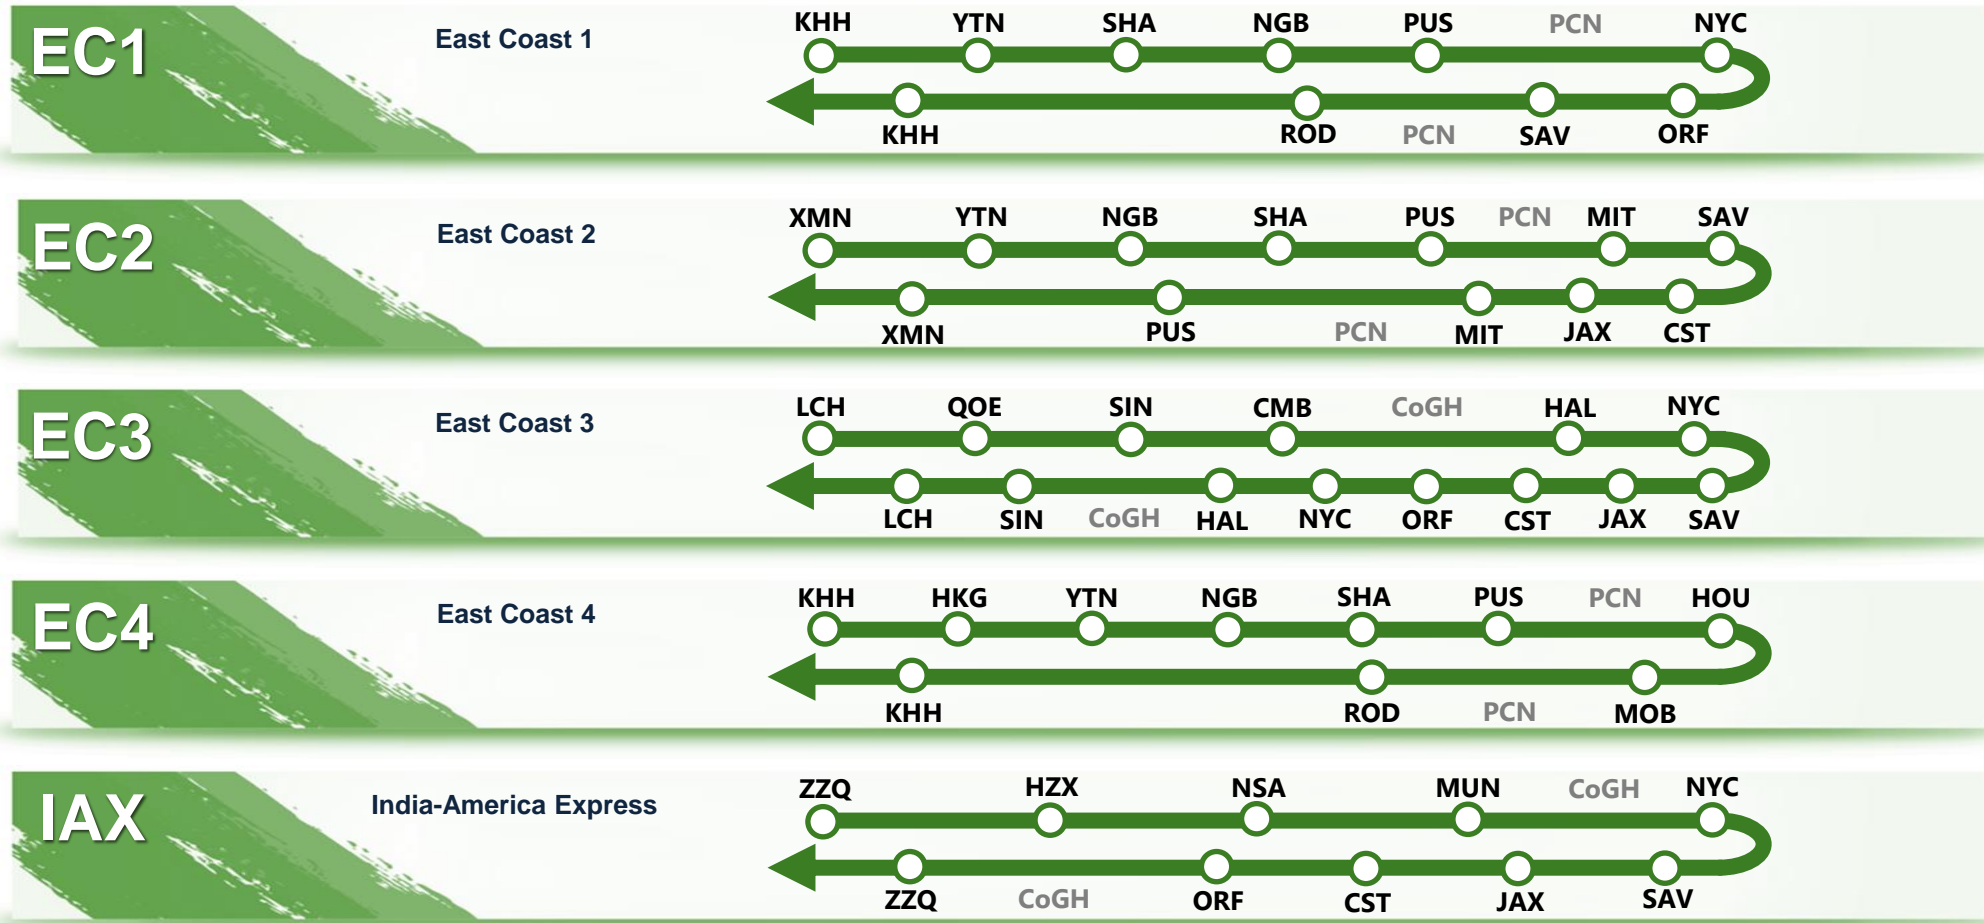 EC1
East Coast 1
KHH YTN SHA NGB PUS PCN NYC
KHH ROD PCN SAV ORF
EC2
East Coast 2
XMN YTN NGB SHA PUS PCN MIT SAV
XMN PUS PCN MIT JAX CST
EC3
East Coast 3
LCH QOE SIN CMB CoGH HAL NYC
LCH SIN CoGH HAL NYC ORF CST JAX SAV
EC4
East Coast 4
KHH HKG YTN NGB SHA PUS PCN HOU
KHH ROD PCN MOB
IAX
India-America Express
ZZQ HZX NSA MUN CoGH NYC
ZZQ CoGH ORF CST JAX SAV